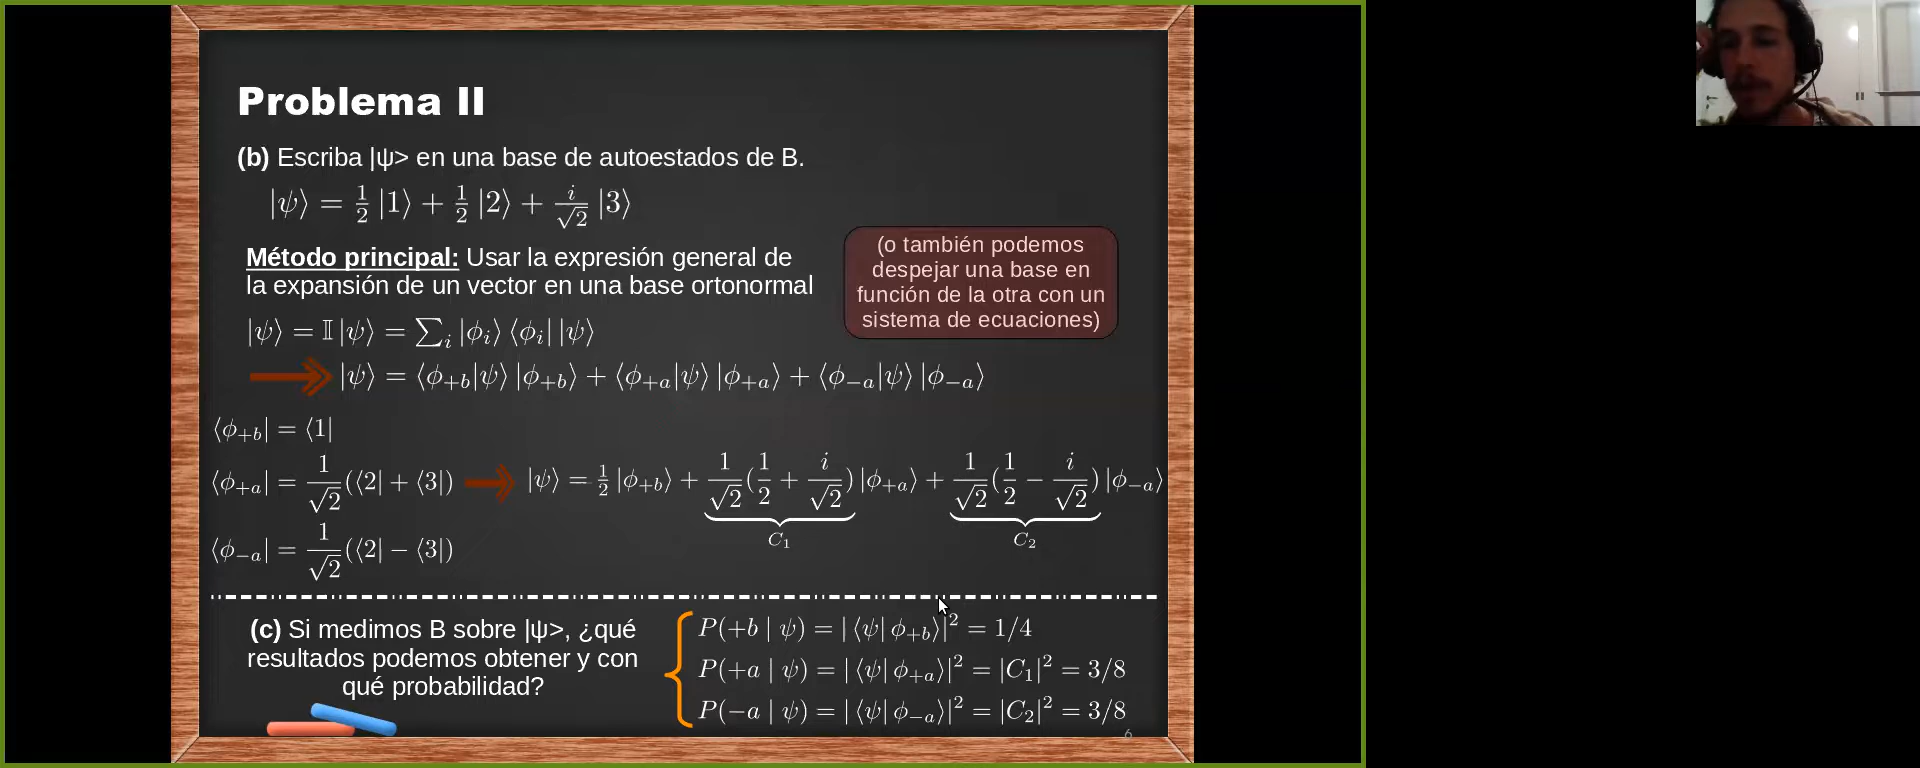 Problema II
(b) Escriba |ψ> en una base de autoestados de B.
|ψ⟩ = 1/2 |1⟩ + 1/2 |2⟩ + i/√2 |3⟩
Método principal: Usar la expresión general de
la expansión de un vector en una base ortonormal
(o también podemos
despejar una base en
función de la otra con un
sistema de ecuaciones)
|ψ⟩ = 𝕀 |ψ⟩ = ∑ᵢ |ϕᵢ⟩ ⟨ϕᵢ| |ψ⟩
|ψ⟩ = ⟨ϕ₊b|ψ⟩ |ϕ₊b⟩ + ⟨ϕ₊a|ψ⟩ |ϕ₊a⟩ + ⟨ϕ₋a|ψ⟩ |ϕ₋a⟩
⟨ϕ₊b| = ⟨1|
⟨ϕ₊a| = 1/√2 (⟨2| + ⟨3|)
⟨ϕ₋a| = 1/√2 (⟨2| − ⟨3|)
|ψ⟩ = 1/2 |ϕ₊b⟩ + 1/√2 (1/2 + i/√2) |ϕ₊a⟩ + 1/√2 (1/2 − i/√2) |ϕ₋a⟩
C₁ C₂
(c) Si medimos B sobre |ψ>, ¿qué
resultados podemos obtener y con
qué probabilidad?
P(+b | ψ) = | ⟨ψ| ϕ₊b⟩|² = 1/4
P(+a | ψ) = | ⟨ψ| ϕ₊a⟩|² = |C₁|² = 3/8
P(−a | ψ) = | ⟨ψ| ϕ₋a⟩|² = |C₂|² = 3/8
6